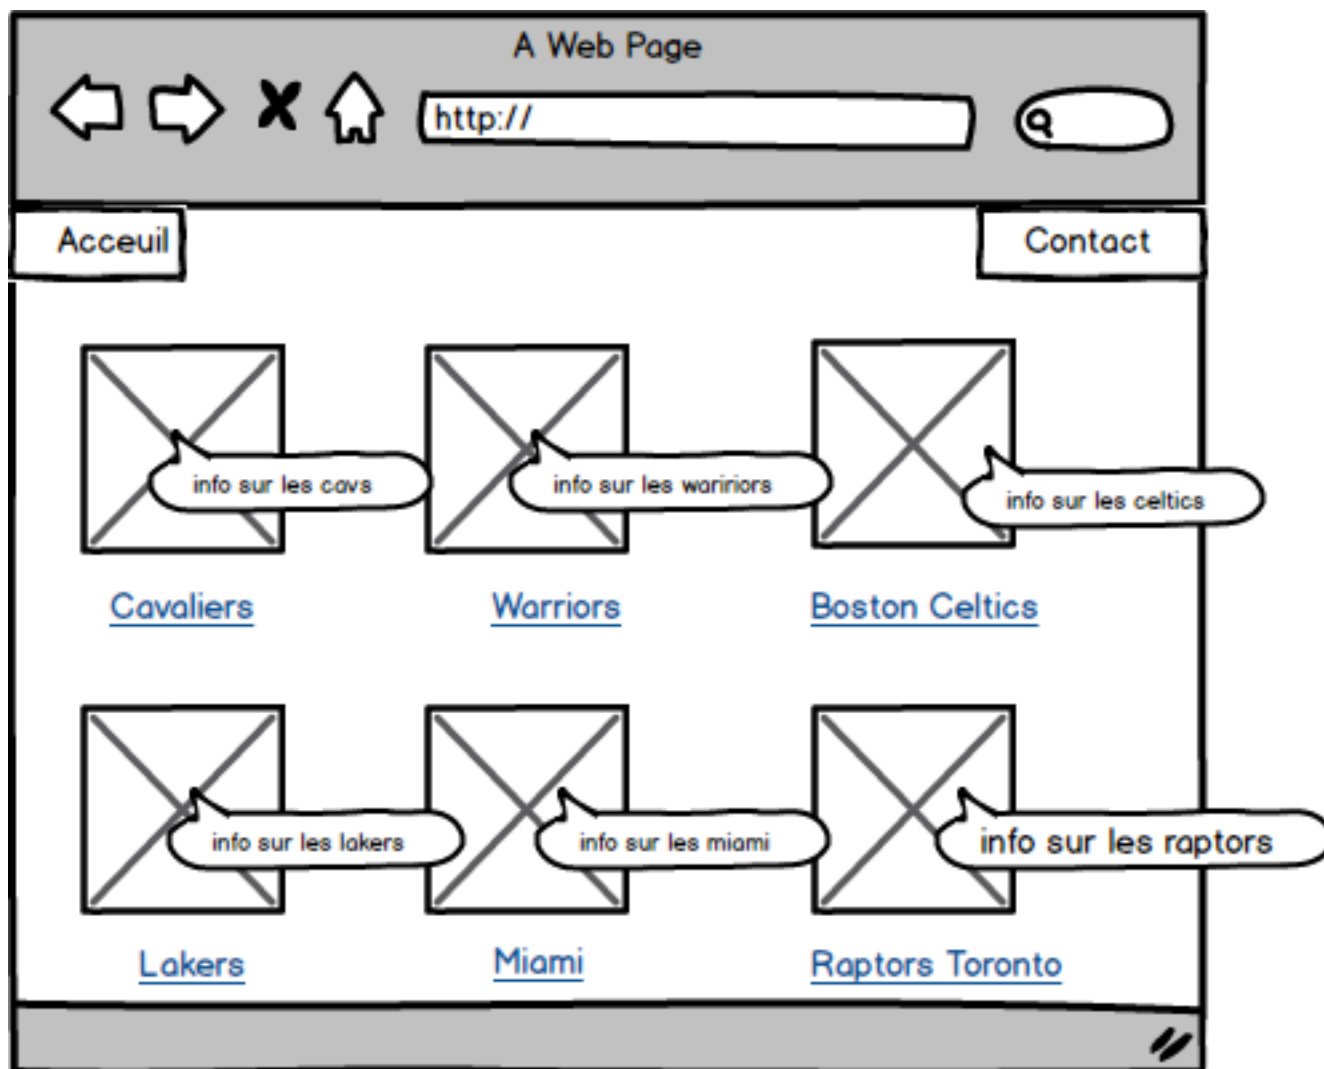 A Web Page
http://
Acceuil
Contact
info sur les cavs
info sur les waririors
info sur les celtics
Cavaliers
Warriors
Boston Celtics
info sur les lakers
info sur les miami
info sur les raptors
Lakers
Miami
Raptors Toronto